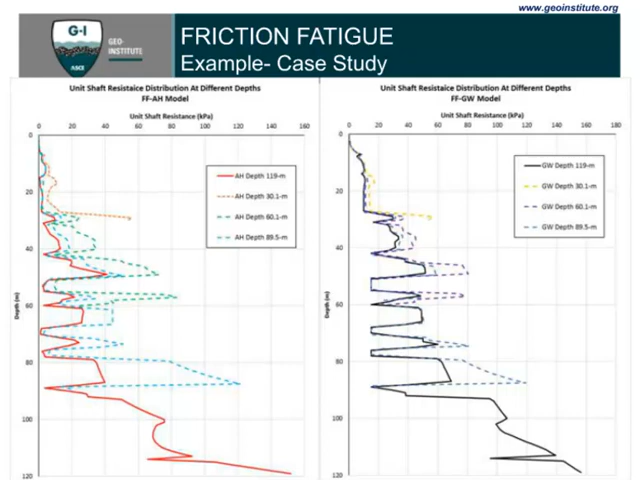 www.geoinstitute.org
G-I
ASCE
GEO-
INSTITUTE
FRICTION FATIGUE
Example- Case Study
Unit Shaft Resistaice Distribution At Different Depths
FF-AH Model
Unit Shaft Resistance (kPa)
0 20 40 60 80 100 120 140 160
0
20
40
60
80
100
120
Depth (m)
AH Depth 119-m
AH Depth 30.1-m
AH Depth 60.1-m
AH Depth 89.5-m
Unit Shaft Resistaice Distribution At Different Depths
FF-GW Model
Unit Shaft Resistance (kPa)
0 20 40 60 80 100 120 140 160 180
0
20
40
60
80
100
120
Depth (m)
GW Depth 119-m
GW Depth 30.1-m
GW Depth 60.1-m
GW Depth 89.5-m